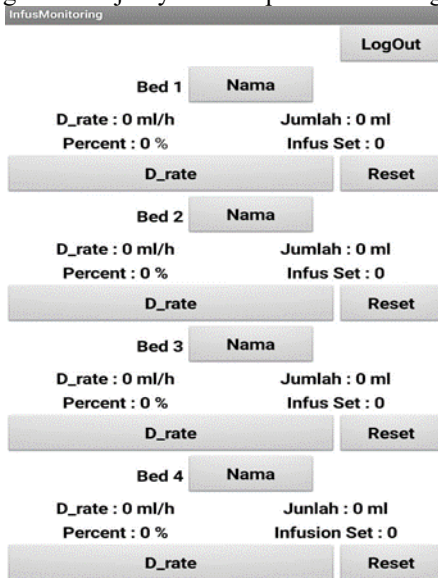 InfusMonitoring
LogOut
Bed 1 Nama
D_rate : 0 ml/h Jumlah : 0 ml
Percent : 0 % Infus Set : 0
D_rate Reset
Bed 2 Nama
D_rate : 0 ml/h Jumlah : 0 ml
Percent : 0 % Infus Set : 0
D_rate Reset
Bed 3 Nama
D_rate : 0 ml/h Jumlah : 0 ml
Percent : 0 % Infus Set : 0
D_rate Reset
Bed 4 Nama
D_rate : 0 ml/h Junlah : 0 ml
Percent : 0 % Infusion Set : 0
D_rate Reset